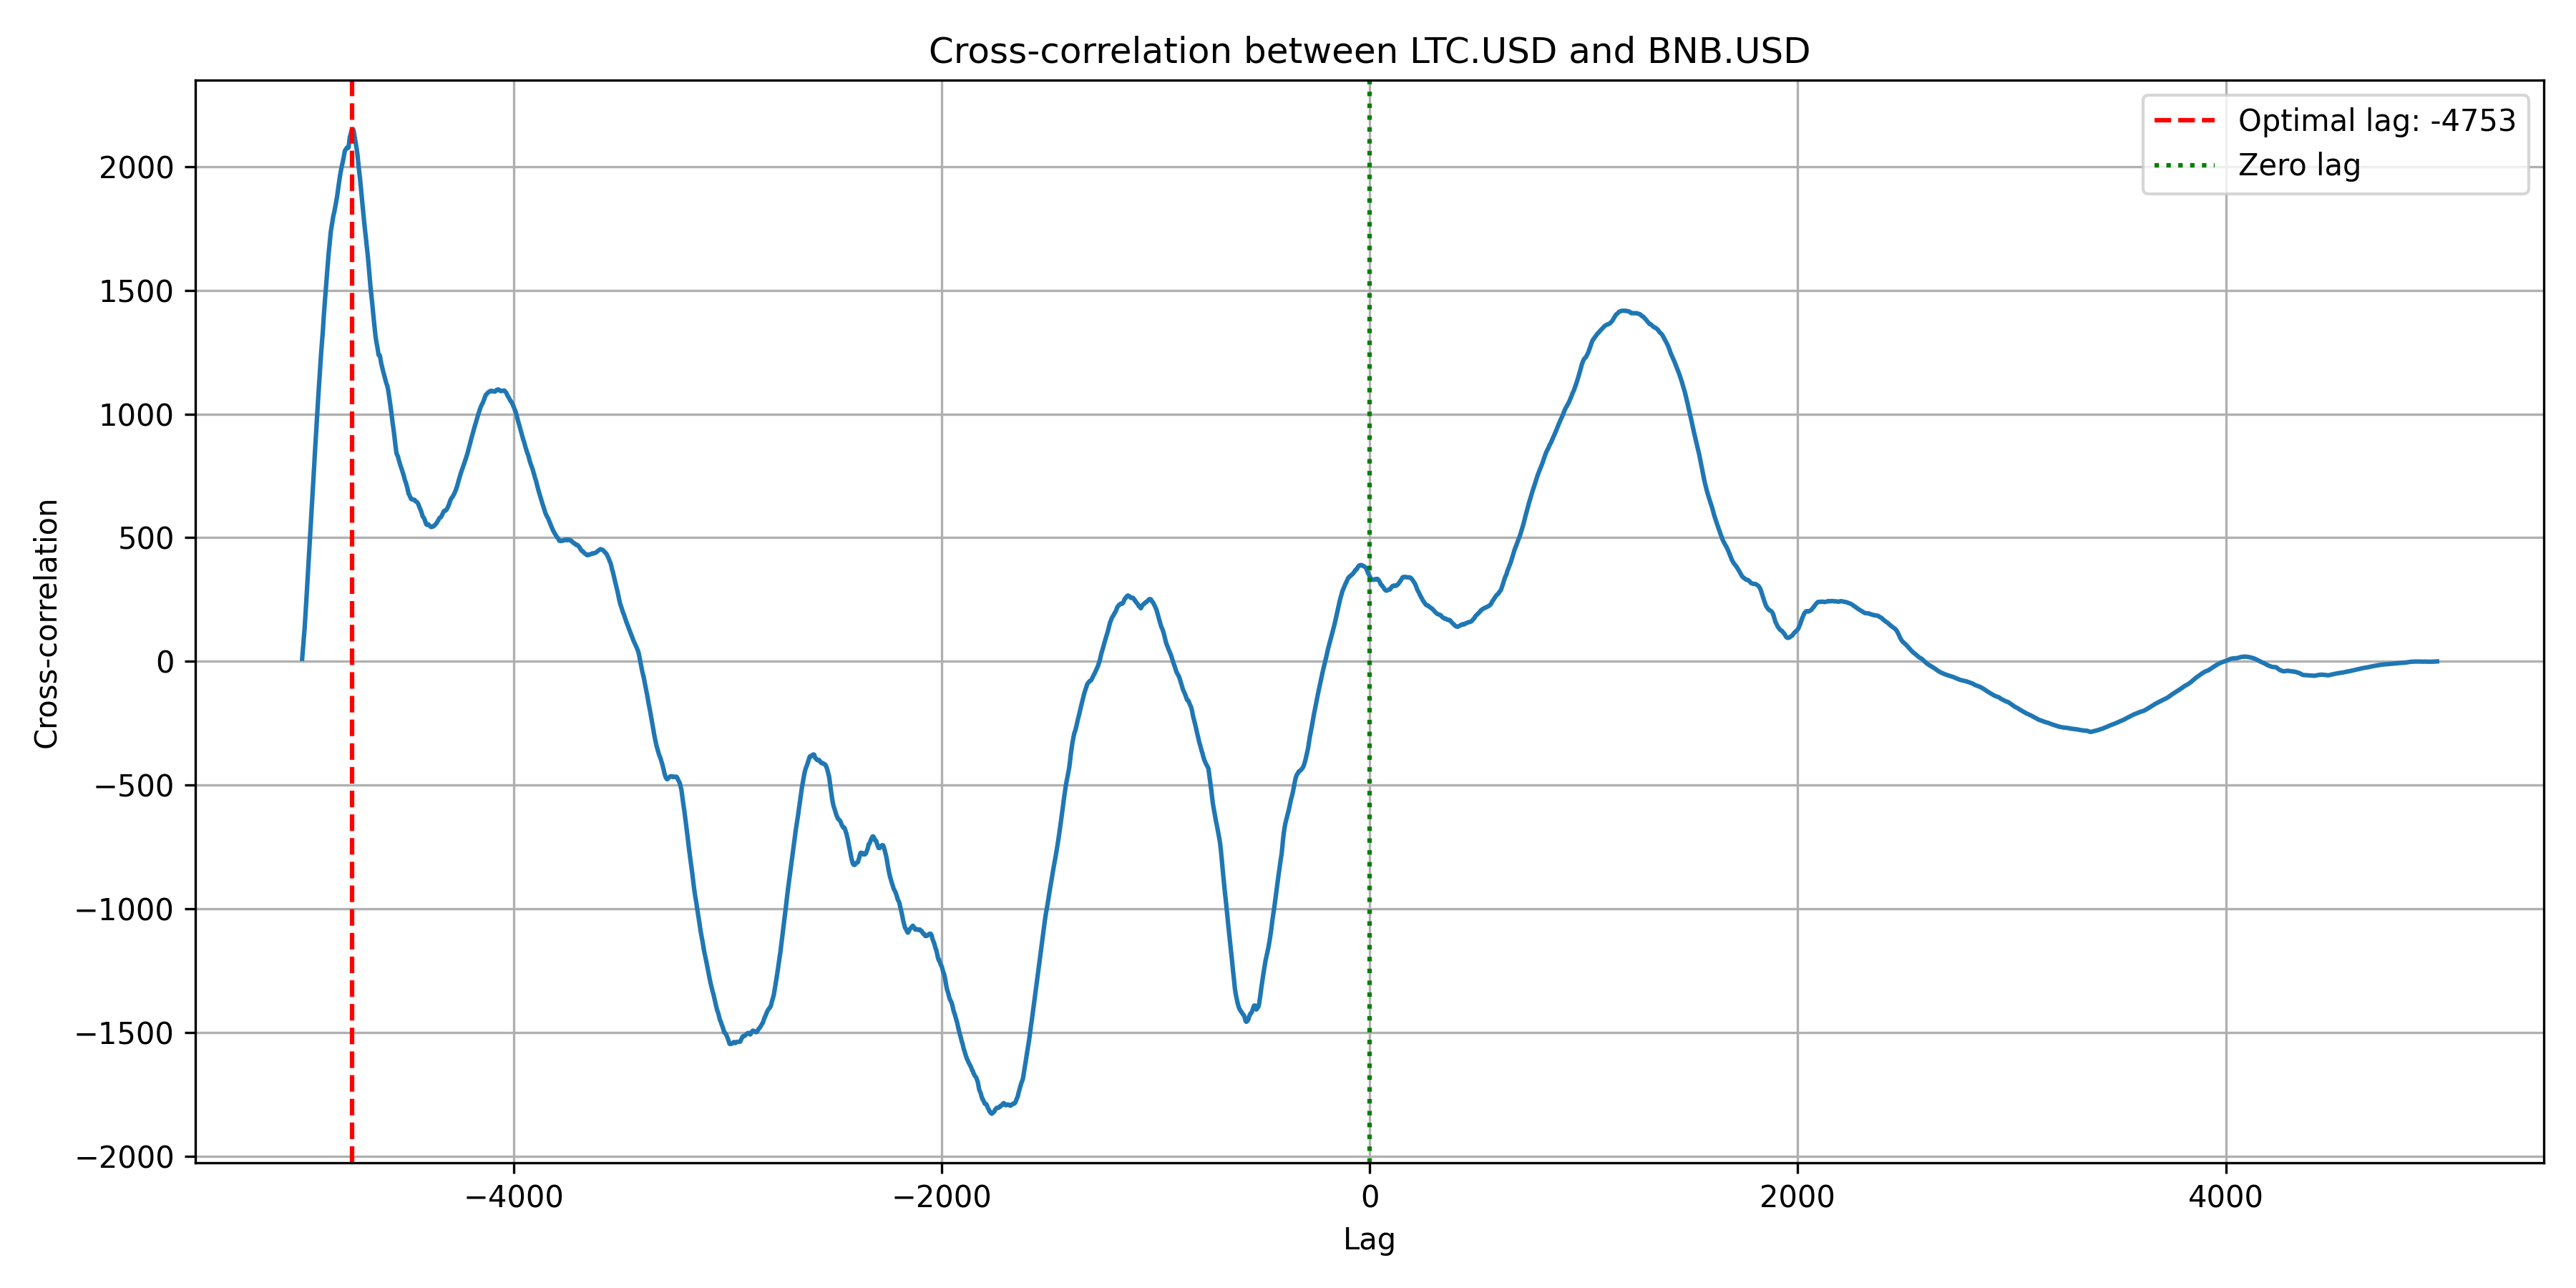 Cross-correlation between LTC.USD and BNB.USD
Optimal lag: -4753
Zero lag
Cross-correlation
2000
1500
1000
500
0
−500
−1000
−1500
−2000
−4000
−2000
0
2000
4000
Lag